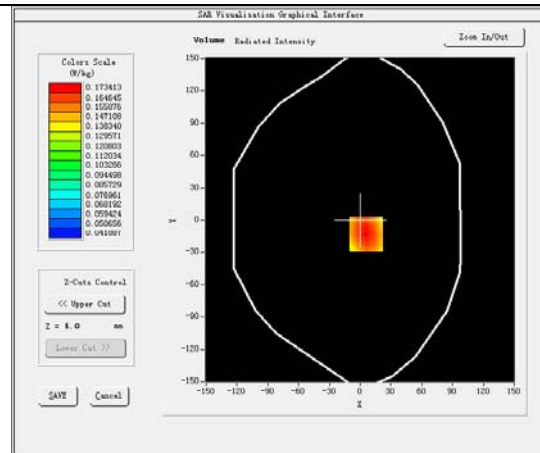 SAR Visualisation Graphical Interface
Volume Radiated Intensity
Zoom In/Out
Colors Scale
(W/kg)
0.173413
0.164645
0.155876
0.147108
0.138340
0.129571
0.120803
0.112034
0.103266
0.094498
0.085729
0.076961
0.068192
0.059424
0.050656
0.041887
150
120
90
60
30
0
-30
-60
-90
-120
-150
Y
-150 -120 -90 -60 -30 0 30 60 90 120 150
X
Z-Cuts Control
<< Upper Cut
Z = 4.0 mm
Lower Cut >>
SAVE Cancel